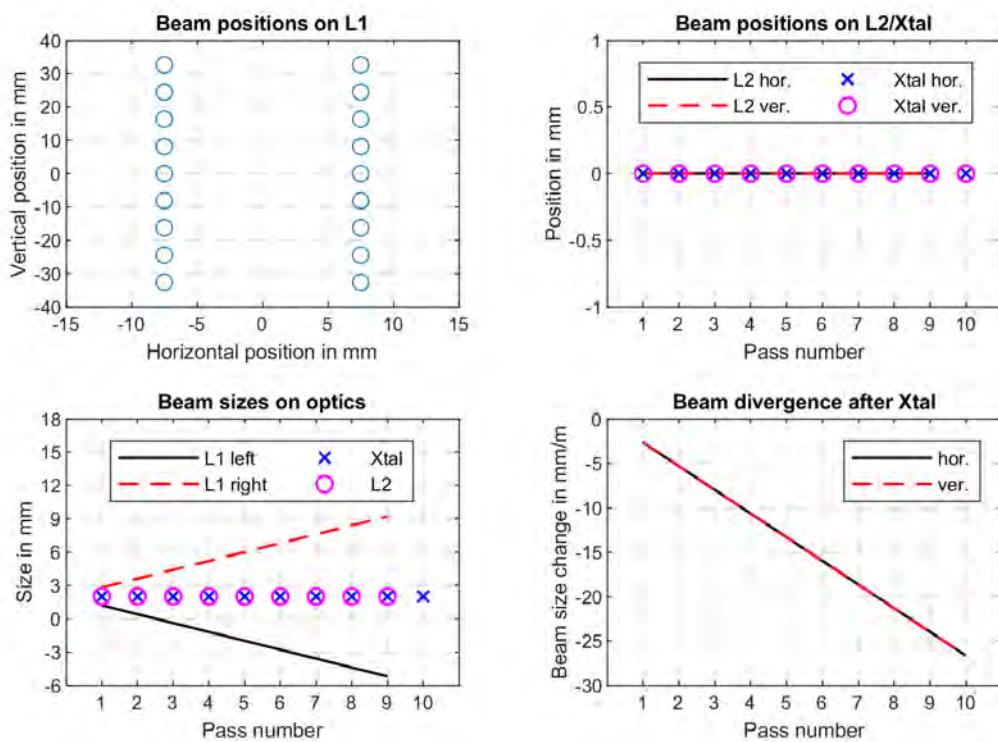 Beam positions on L1
Vertical position in mm
40
30
20
10
0
-10
-20
-30
-40
-15
-10
-5
0
5
10
15
Horizontal position in mm
Beam positions on L2/Xtal
Position in mm
1
0.5
0
-0.5
-1
L2 hor.
L2 ver.
Xtal hor.
Xtal ver.
1 2 3 4 5 6 7 8 9 10
Pass number
Beam sizes on optics
Size in mm
18
15
12
9
6
3
0
-3
-6
L1 left
L1 right
Xtal
L2
1 2 3 4 5 6 7 8 9 10
Pass number
Beam divergence after Xtal
Beam size change in mm/m
0
-5
-10
-15
-20
-25
-30
hor.
ver.
1 2 3 4 5 6 7 8 9 10
Pass number